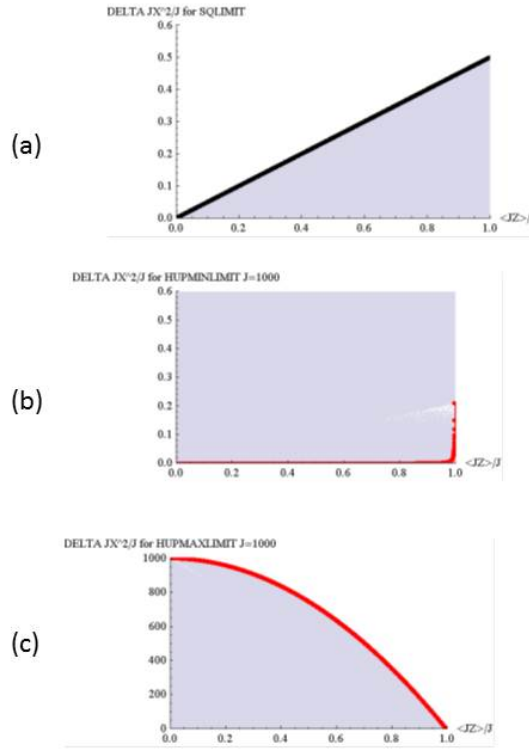 DELTA JX^2/J for SQLIMIT
(a)
0.6
0.5
0.4
0.3
0.2
0.1
0.0
0.0 0.2 0.4 0.6 0.8 1.0
<JZ>/
DELTA JX^2/J for HUPMINLIMIT J=1000
(b)
0.6
0.5
0.4
0.3
0.2
0.1
0.0
0.0 0.2 0.4 0.6 0.8 1.0
<JZ>/J
DELTA JX^2/J for HUPMAXLIMIT J=1000
(c)
1000
800
600
400
200
0
0.0 0.2 0.4 0.6 0.8 1.0
<JZ>/J